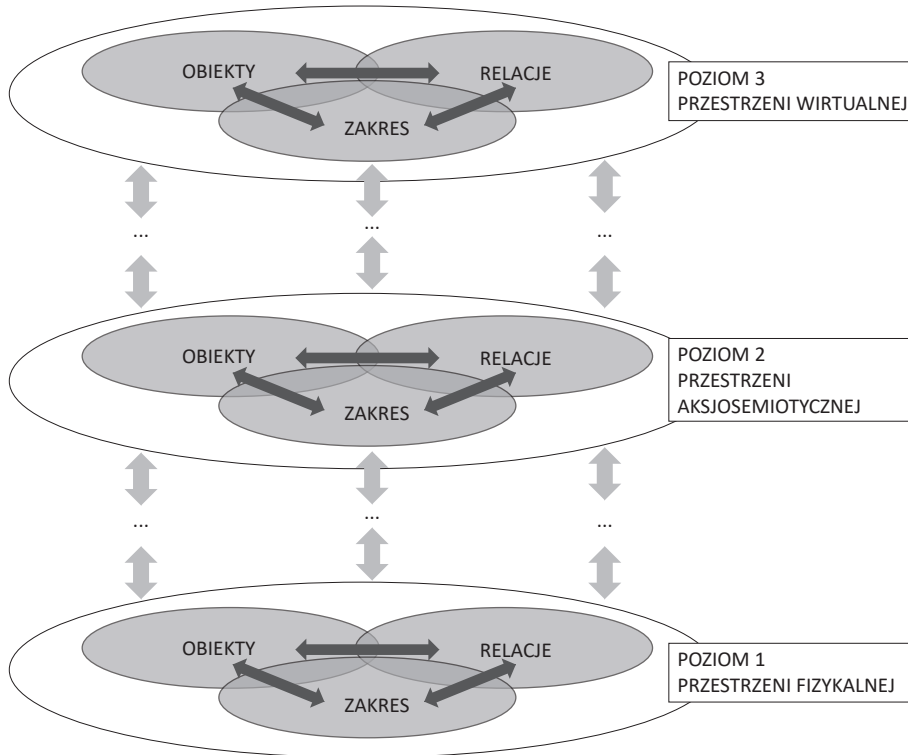 OBIEKTY
RELACJE
ZAKRES
POZIOM 3
PRZESTRZENI WIRTUALNEJ
...
...
...
OBIEKTY
RELACJE
ZAKRES
POZIOM 2
PRZESTRZENI
AKSJOSEMIOTYCZNEJ
...
...
...
OBIEKTY
RELACJE
ZAKRES
POZIOM 1
PRZESTRZENI FIZYKALNEJ